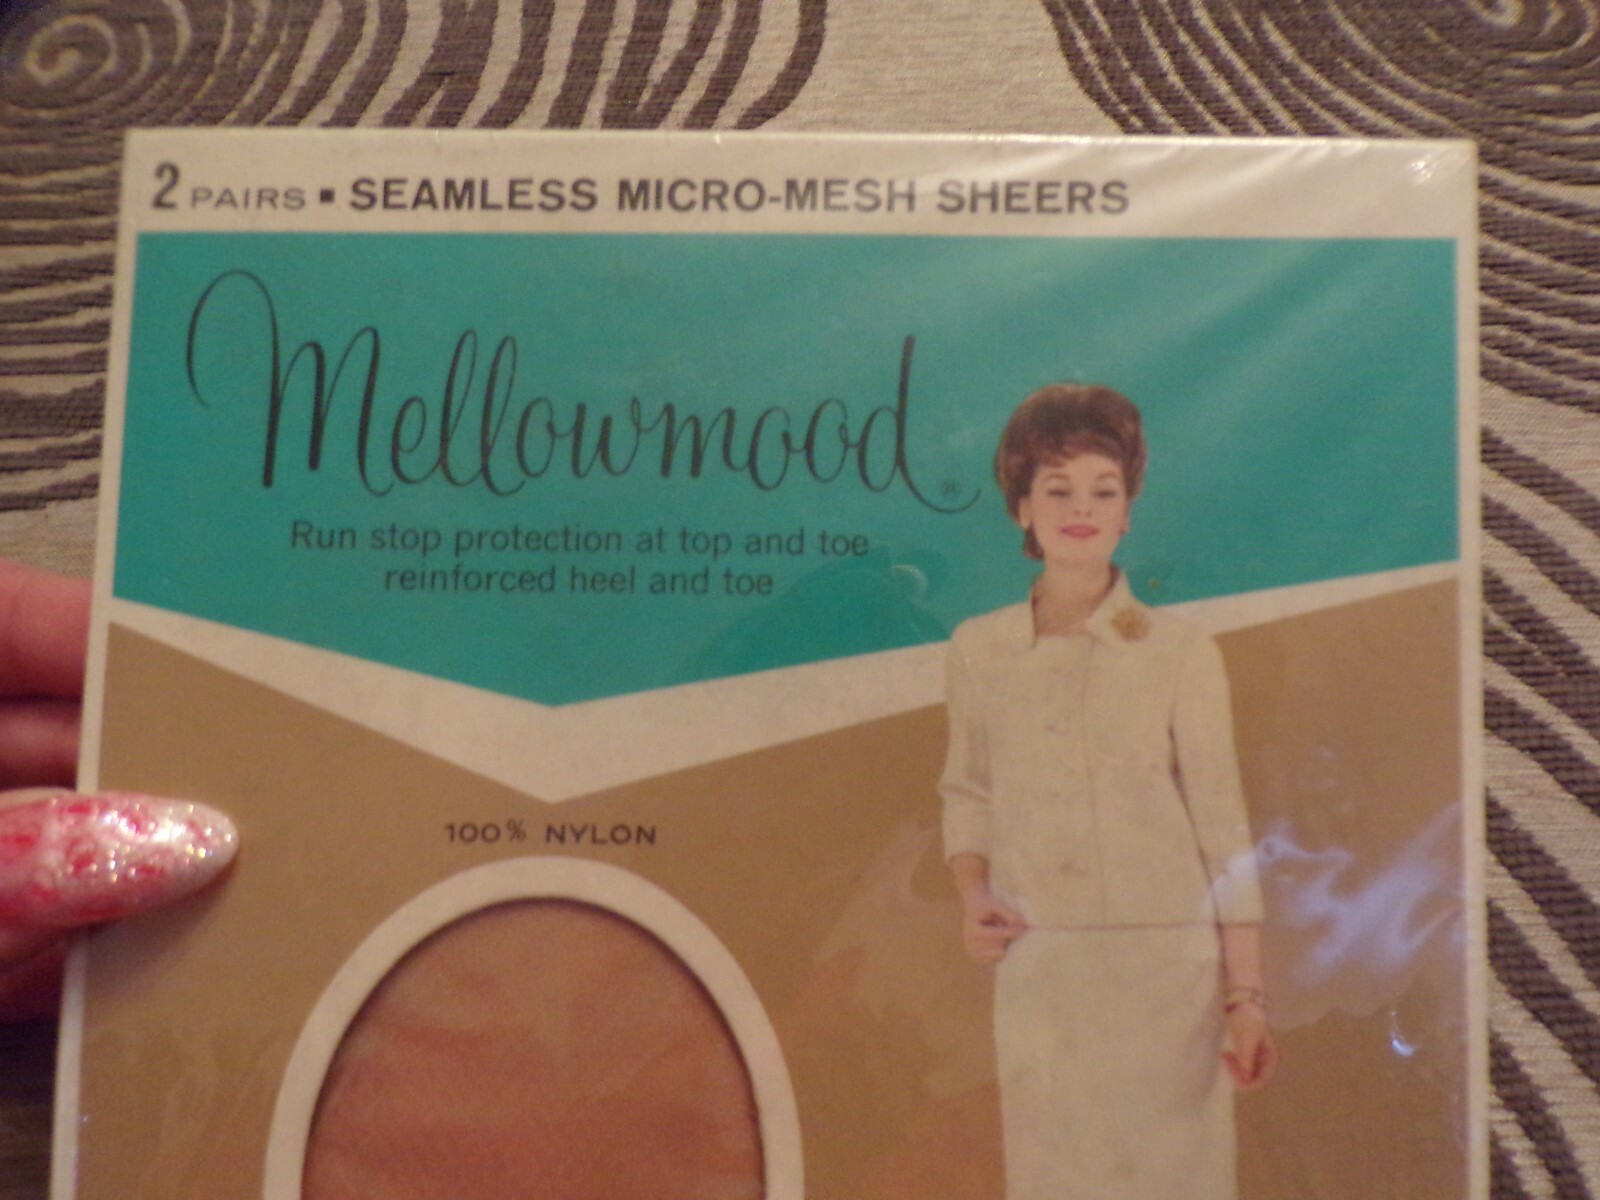 2 PAIRS ▪ SEAMLESS MICRO-MESH SHEERS
Mellowmood ®
Run stop protection at top and toe
reinforced heel and toe
100% NYLON